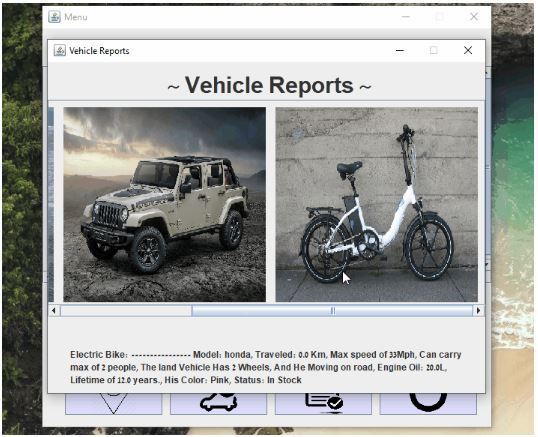 Menu
Vehicle Reports
~ Vehicle Reports ~
Electric Bike: ---------------- Model: honda, Traveled: 0.0 Km, Max speed of 33Mph, Can carry
max of 2 people, The land Vehicle Has 2 Wheels, And He Moving on road, Engine Oil: 20.0L,
Lifetime of 12.0 years., His Color: Pink, Status: In Stock